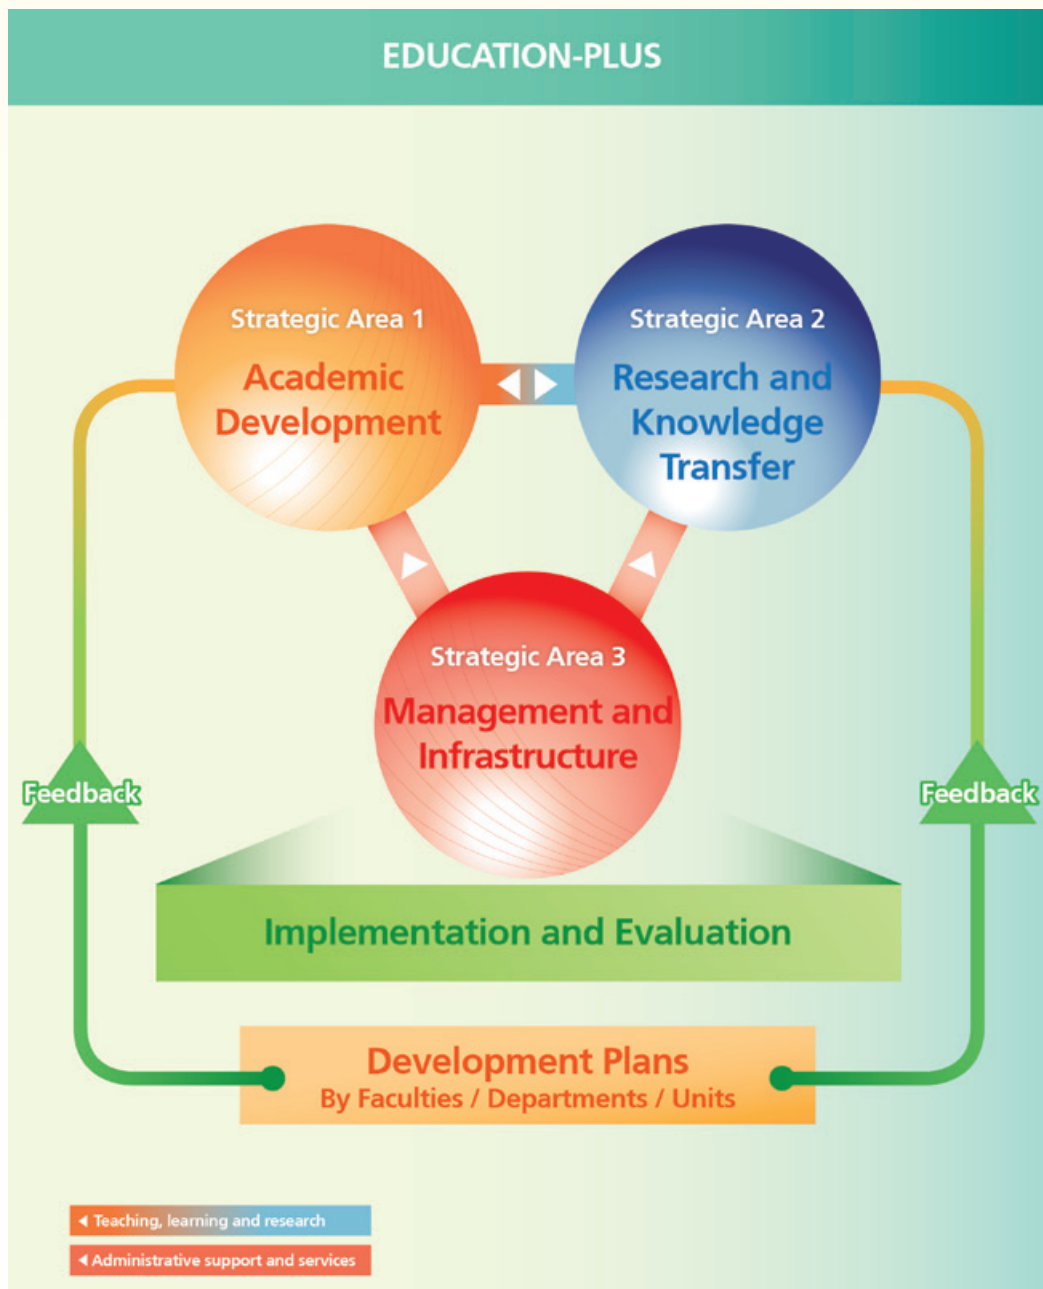 EDUCATION-PLUS
Strategic Area 1
Academic
Development
Strategic Area 2
Research and
Knowledge
Transfer
Strategic Area 3
Management and
Infrastructure
Feedback
Feedback
Implementation and Evaluation
Development Plans
By Faculties / Departments / Units
Teaching, learning and research
Administrative support and services